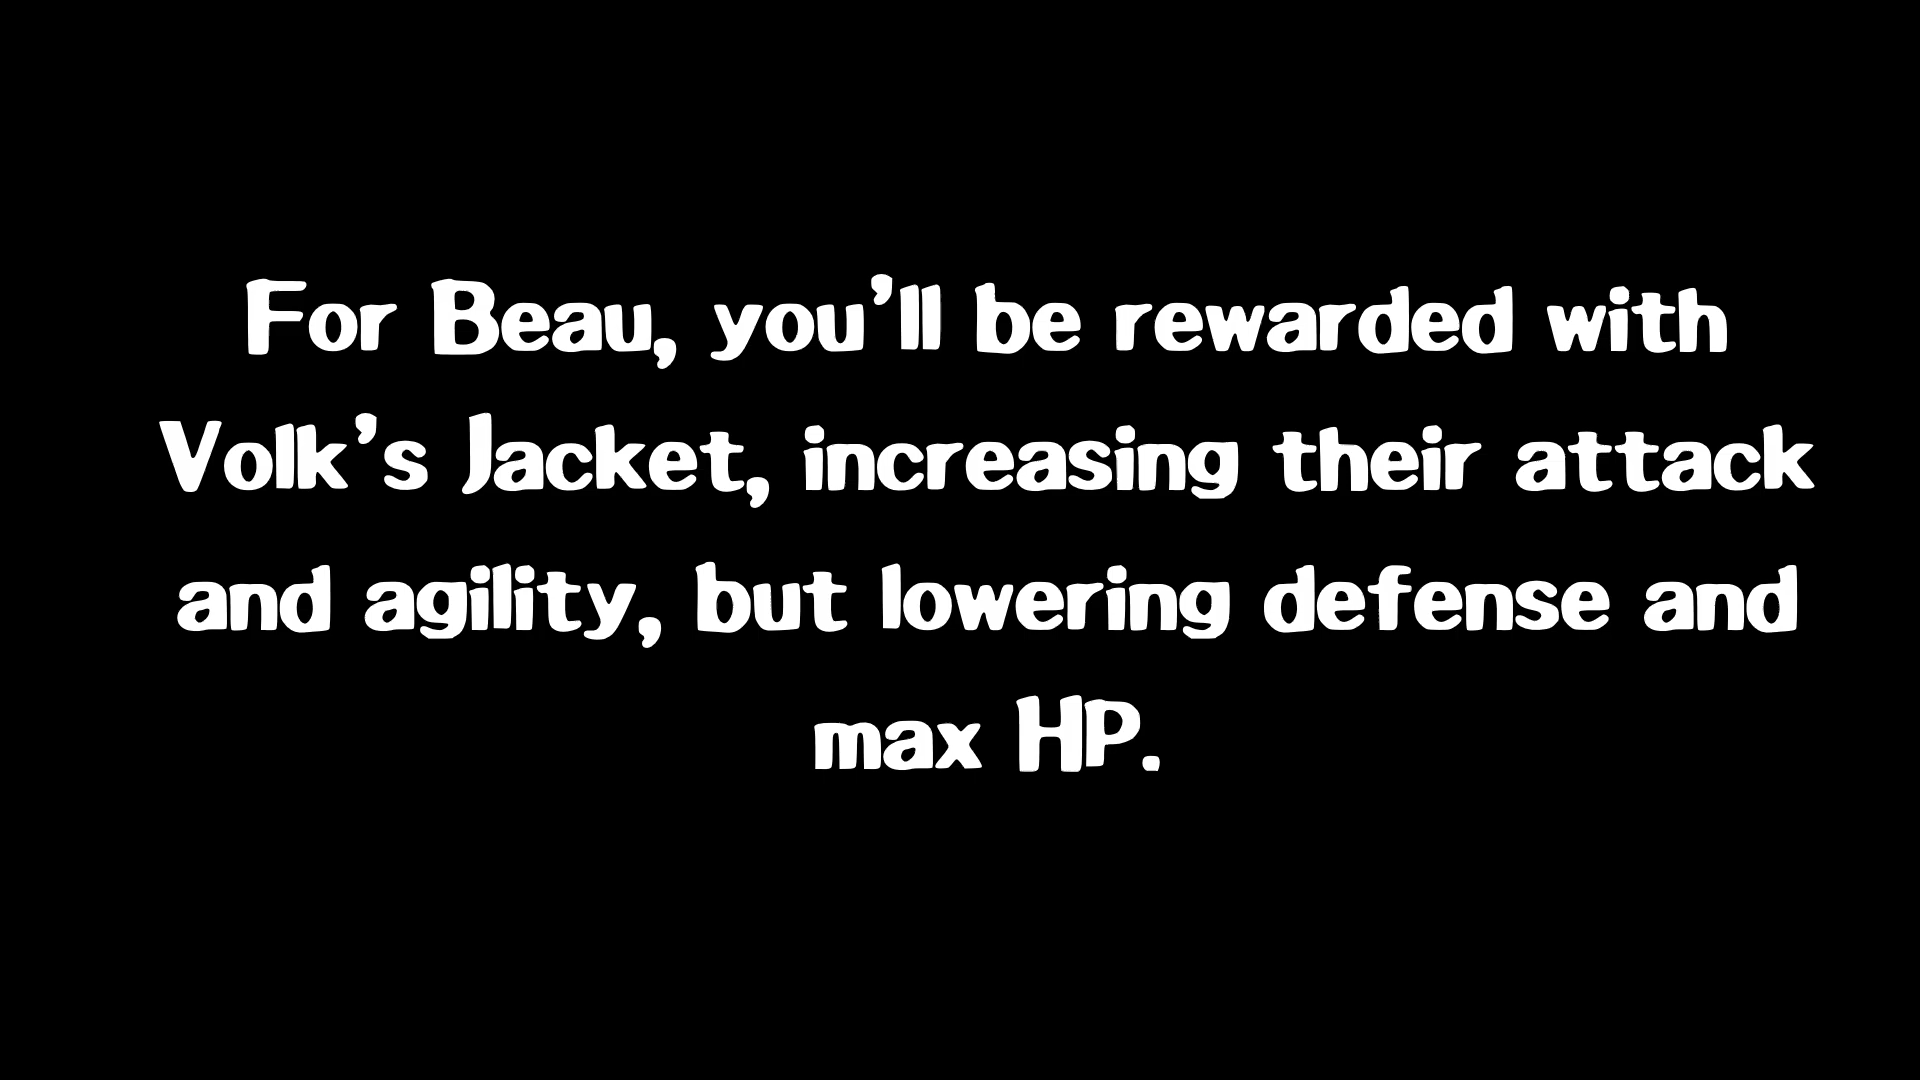 For Beau, you’ll be rewarded with
Volk’s Jacket, increasing their attack
and agility, but lowering defense and
max HP.